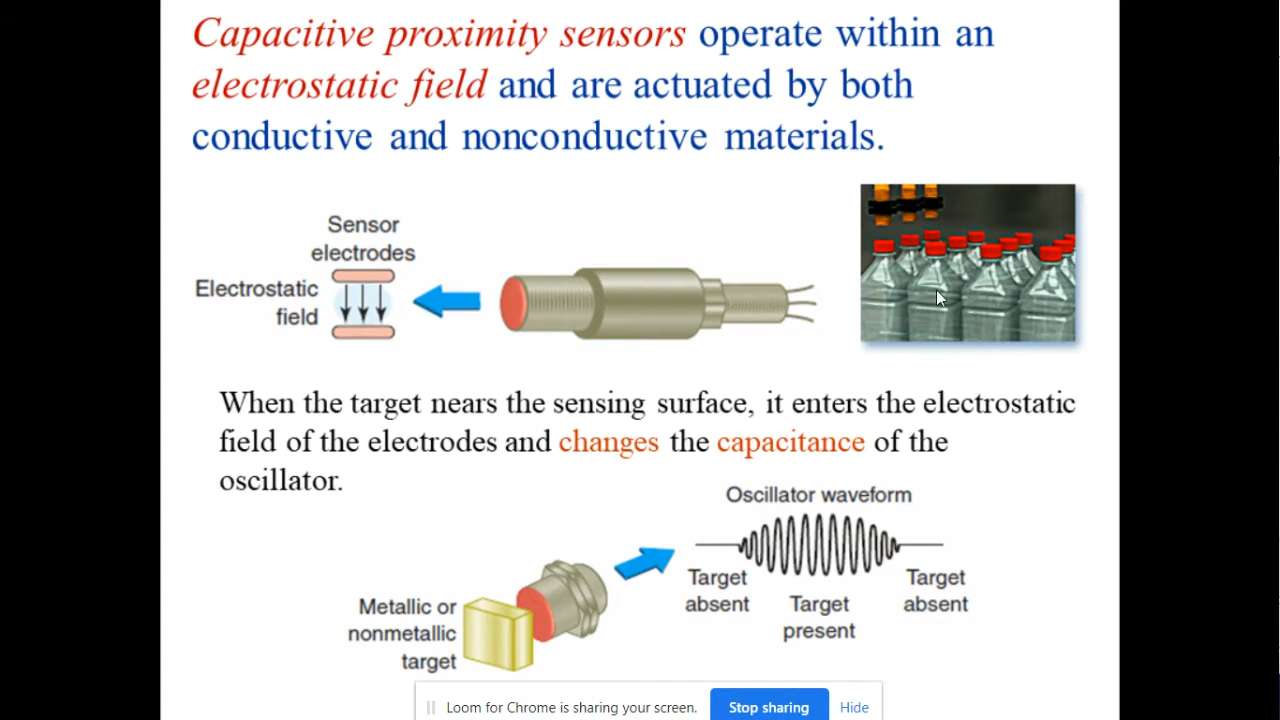 Capacitive proximity sensors operate within an
electrostatic field and are actuated by both
conductive and nonconductive materials.
Sensor
electrodes
Electrostatic
field
When the target nears the sensing surface, it enters the electrostatic
field of the electrodes and changes the capacitance of the
oscillator.
Oscillator waveform
Target
absent
Target
present
Target
absent
Metallic or
nonmetallic
target
Loom for Chrome is sharing your screen.
Stop sharing
Hide